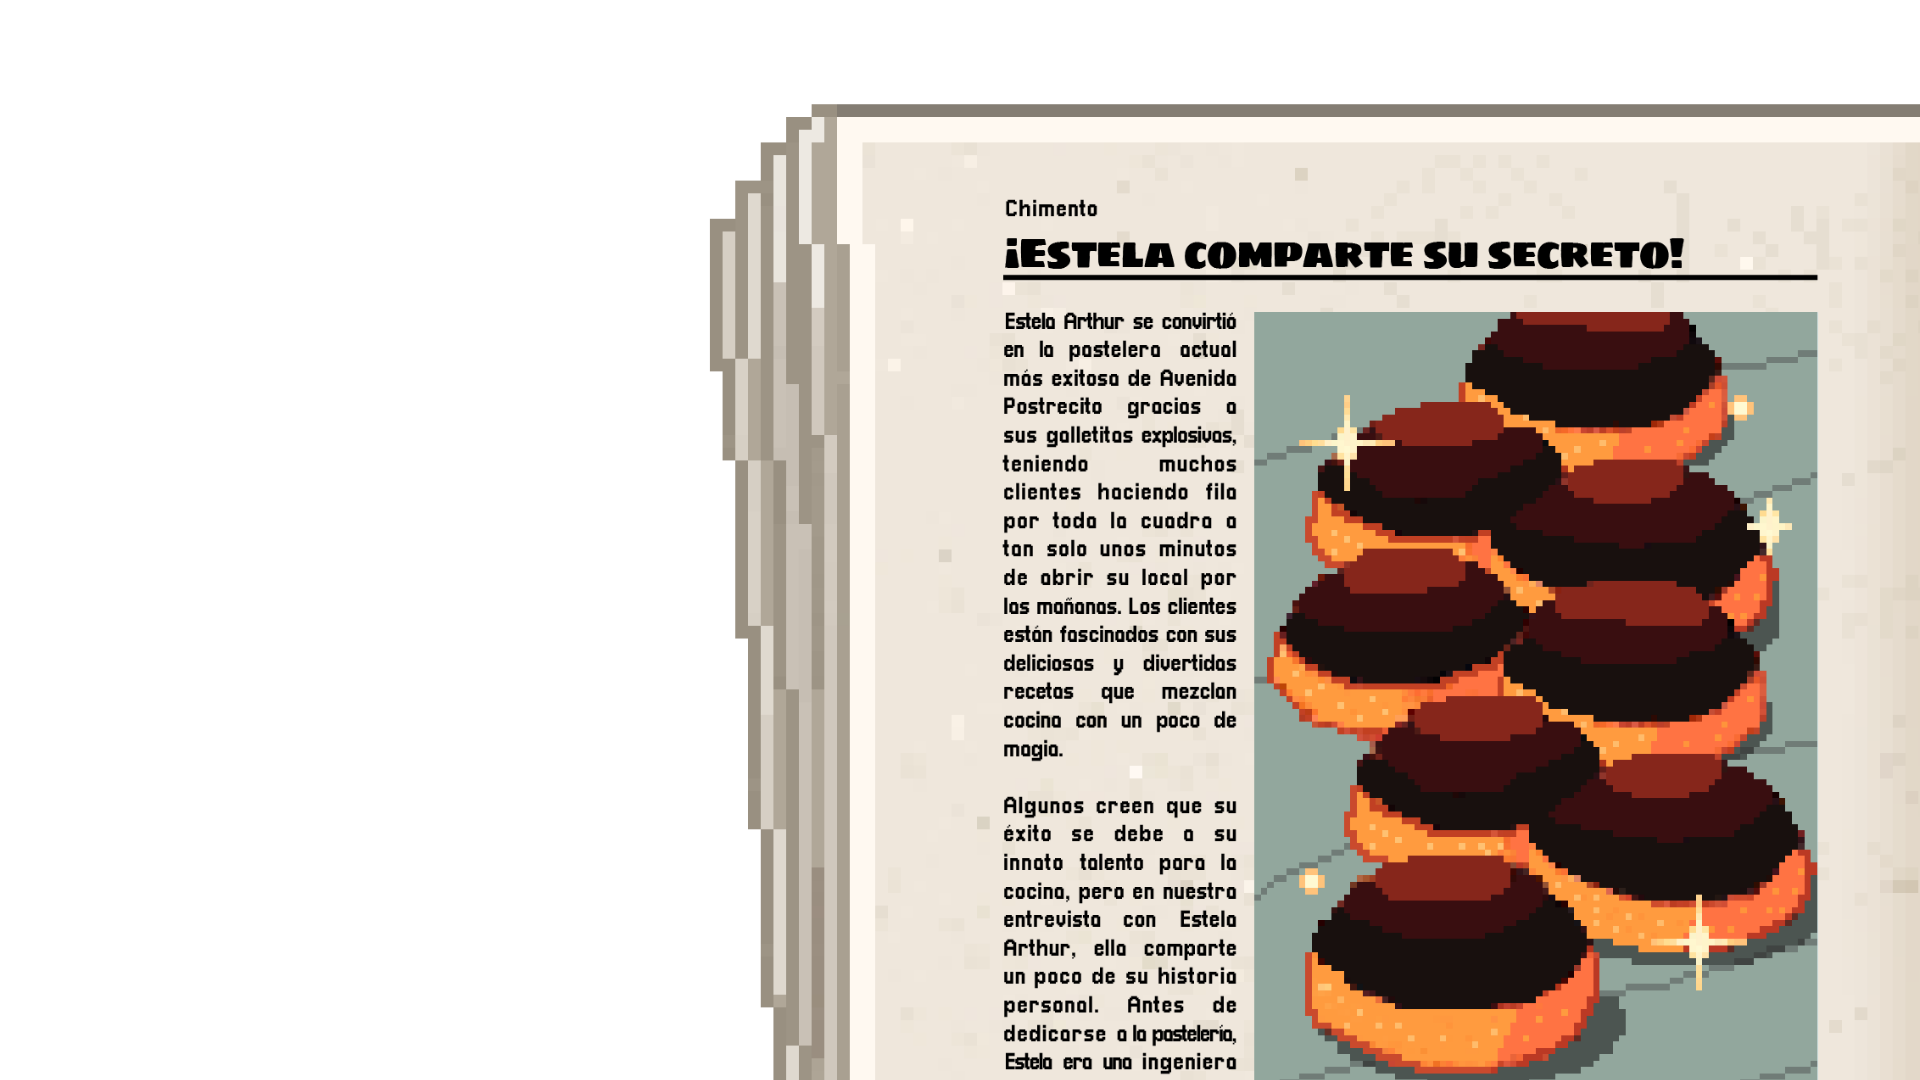 Chimento
¡ESTELA COMPARTE SU SECRETO!
Estela Arthur se convirtió
en la pastelera actual
más exitosa de Avenida
Postrecito gracias a
sus galletitas explosivas,
teniendo muchos
clientes haciendo fila
por toda la cuadra a
tan solo unos minutos
de abrir su local por
las mañanas. Los clientes
están fascinados con sus
deliciosas y divertidas
recetas que mezclan
cocina con un poco de
magia.
Algunos creen que su
éxito se debe a su
innato talento para la
cocina, pero en nuestra
entrevista con Estela
Arthur, ella comparte
un poco de su historia
personal. Antes de
dedicarse a la pastelería,
Estela era una ingeniera